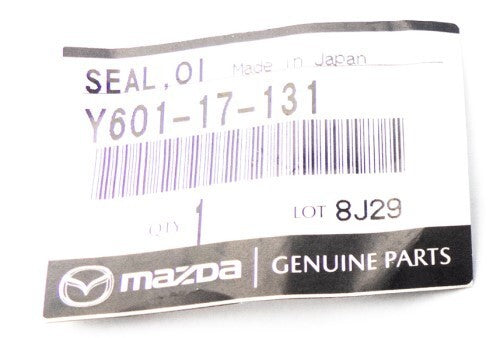 SEAL,OI Made in Japan
Y601-17-131
QTY 1 LOT 8J29
mazda GENUINE PARTS